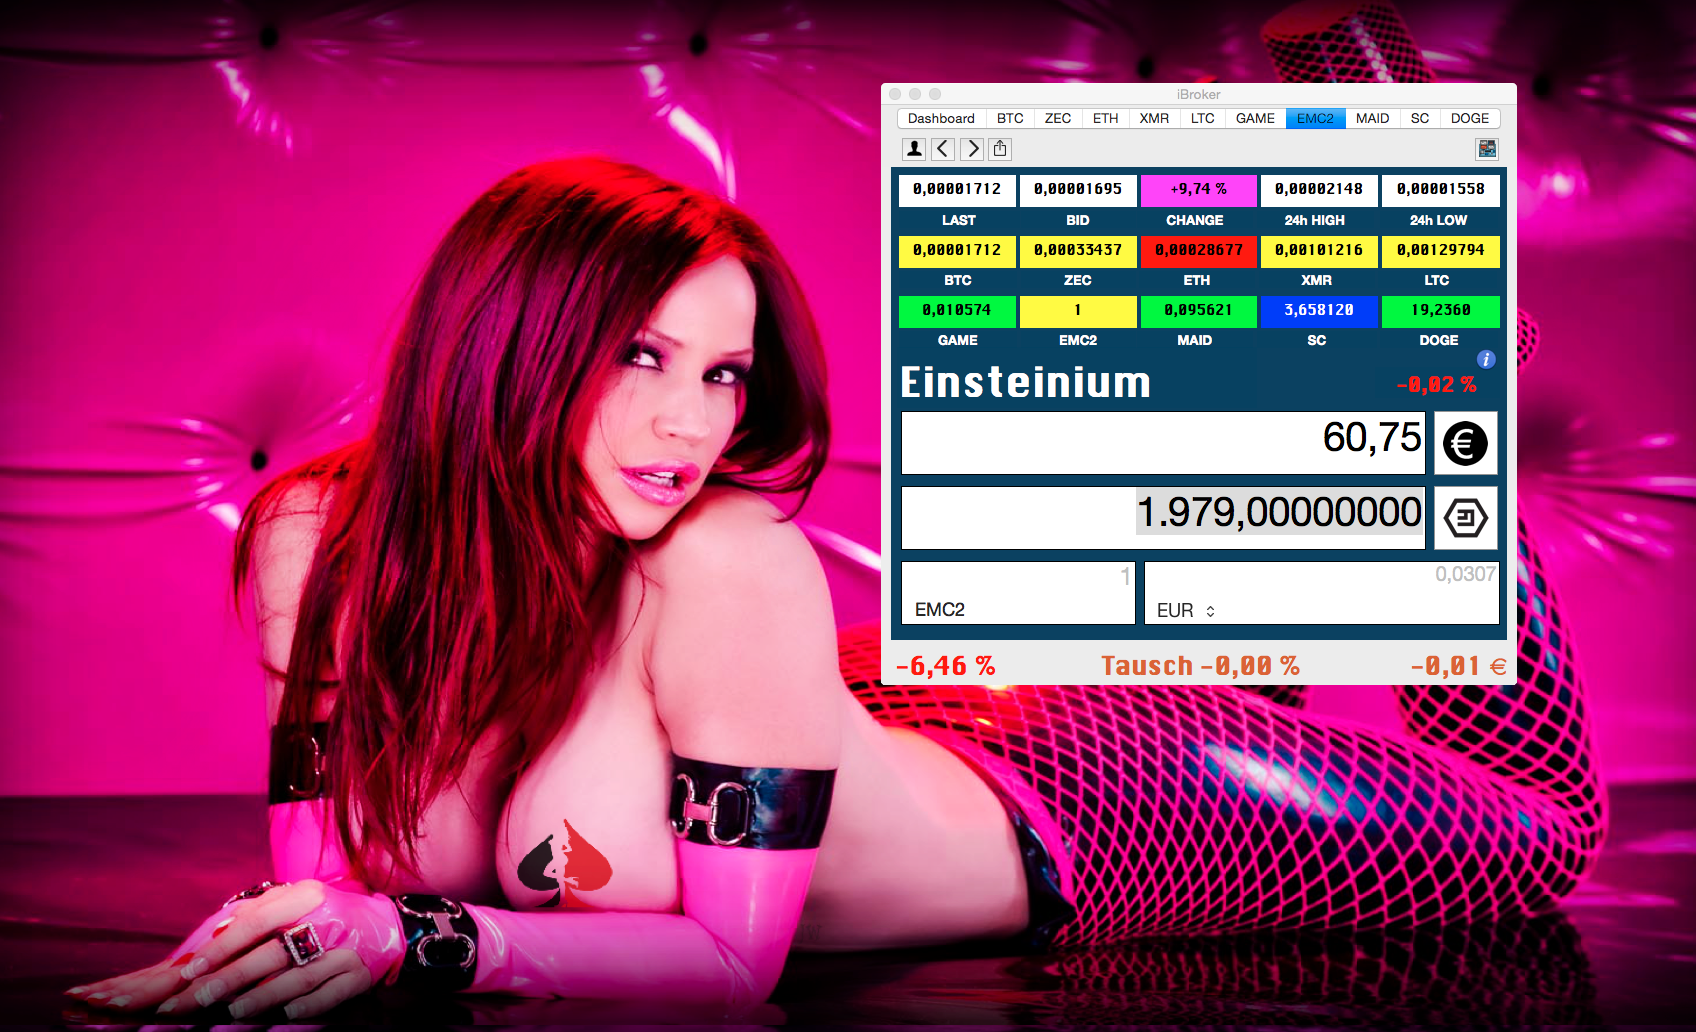 iBroker
Dashboard BTC ZEC ETH XMR LTC GAME EMC2 MAID SC DOGE
0,00001712 0,00001695 +9,74 % 0,00002148 0,00001558
LAST BID CHANGE 24h HIGH 24h LOW
0,00001712 0,00033437 0,00028677 0,00101216 0,00129794
BTC ZEC ETH XMR LTC
0,010574 1 0,095621 3,658120 19,2360
GAME EMC2 MAID SC DOGE
Einsteinium -0,02 %
60,75
1.979,00000000
1 0,0307
EMC2 EUR
-6,46 % Tausch -0,00 % -0,01 €